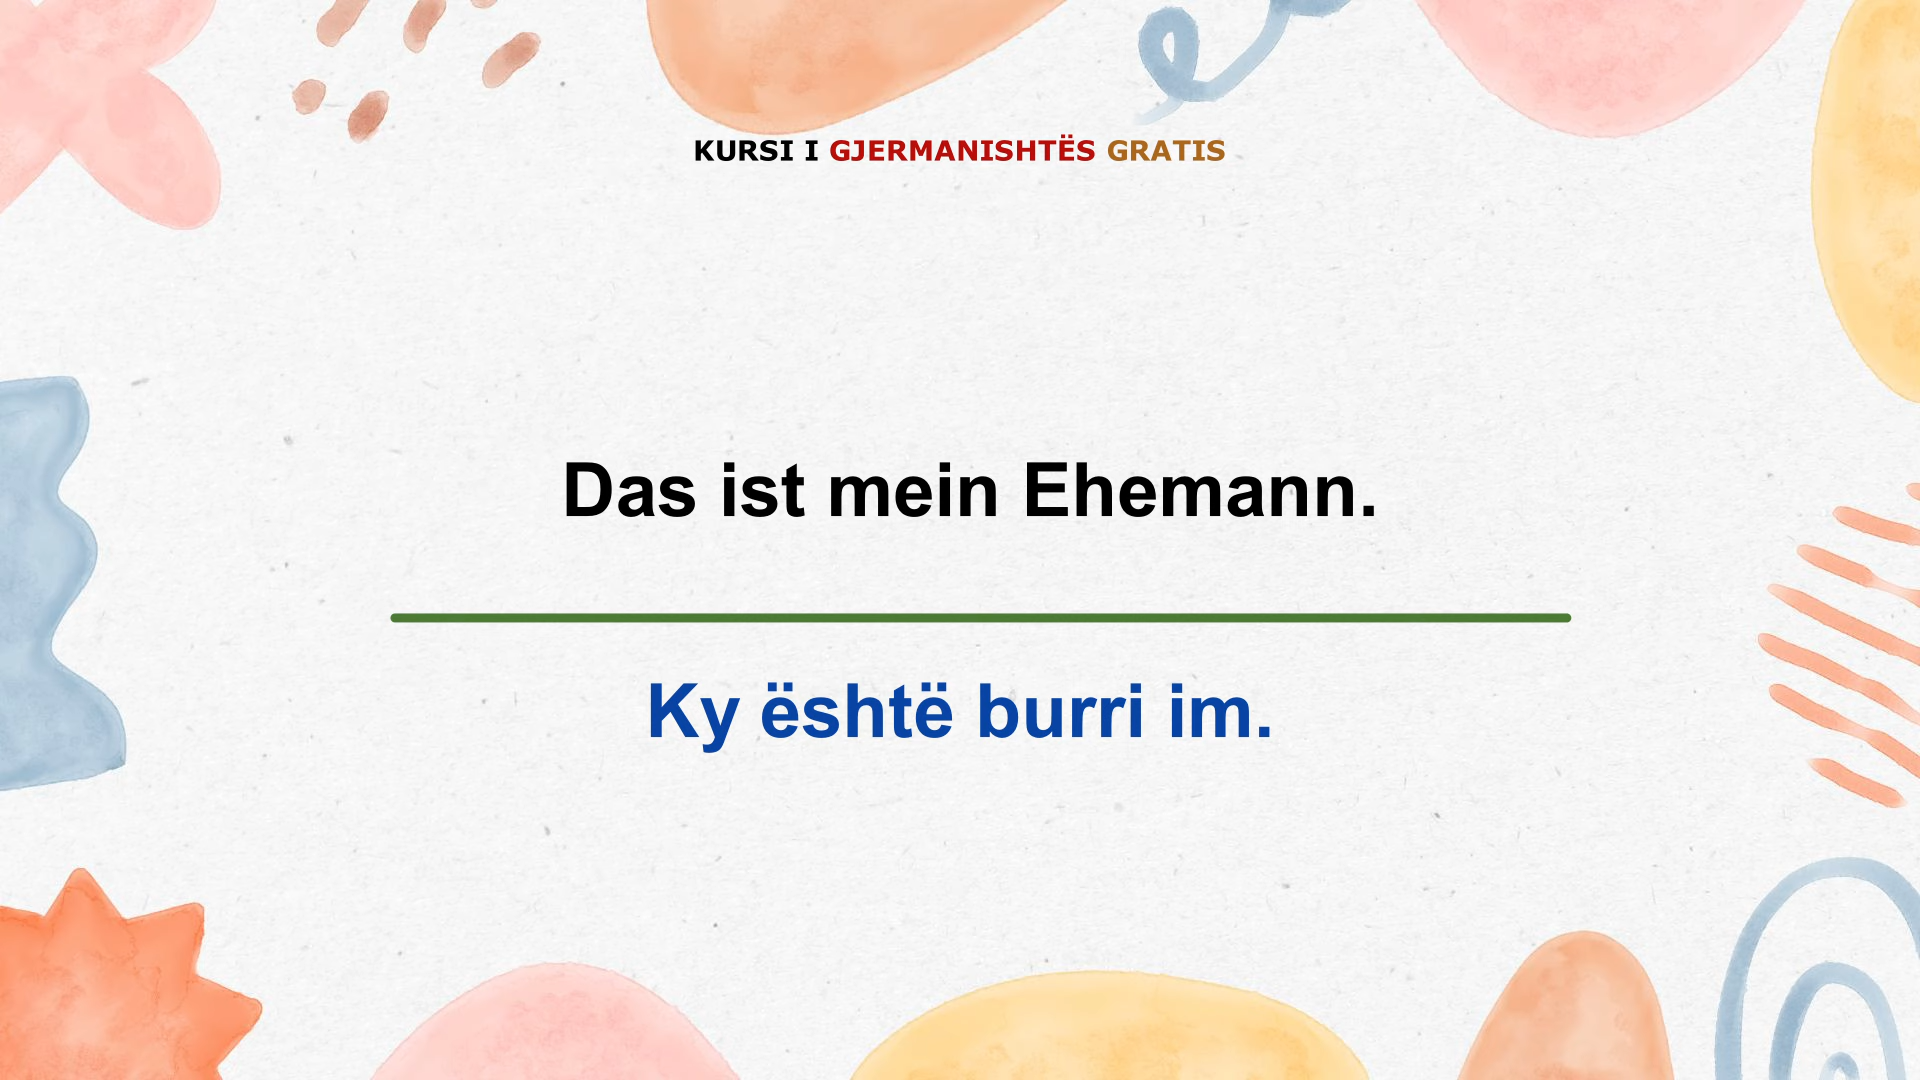 KURSI I GJERMANISHTËS GRATIS
Das ist mein Ehemann.
Ky është burri im.